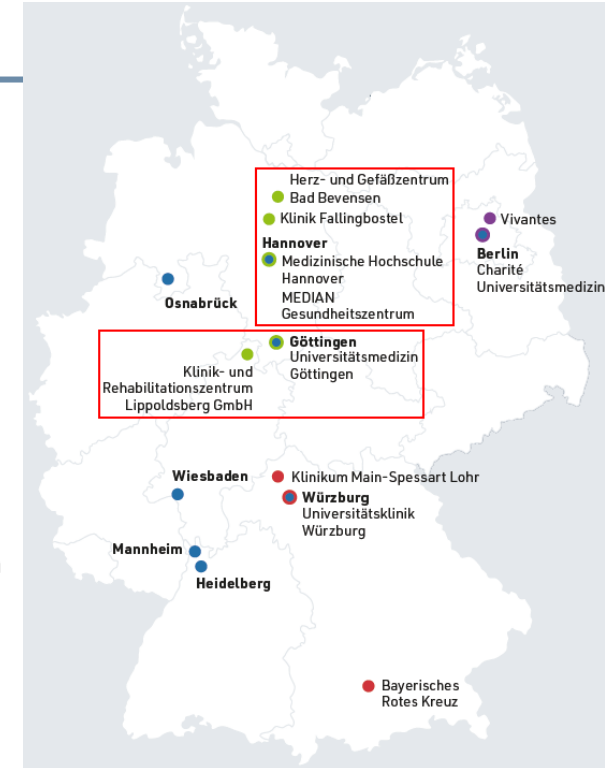 Herz- und Gefäßzentrum
Bad Bevensen
Klinik Fallingbostel
Hannover
Medizinische Hochschule
Hannover
MEDIAN
Gesundheitszentrum
Vivantes
Berlin
Charité
Universitätsmedizin
Osnabrück
Göttingen
Universitätsmedizin
Göttingen
Klinik- und
Rehabilitationszentrum
Lippoldsberg GmbH
Wiesbaden
Klinikum Main-Spessart Lohr
Würzburg
Universitätsklinik
Würzburg
Mannheim
Heidelberg
Bayerisches
Rotes Kreuz